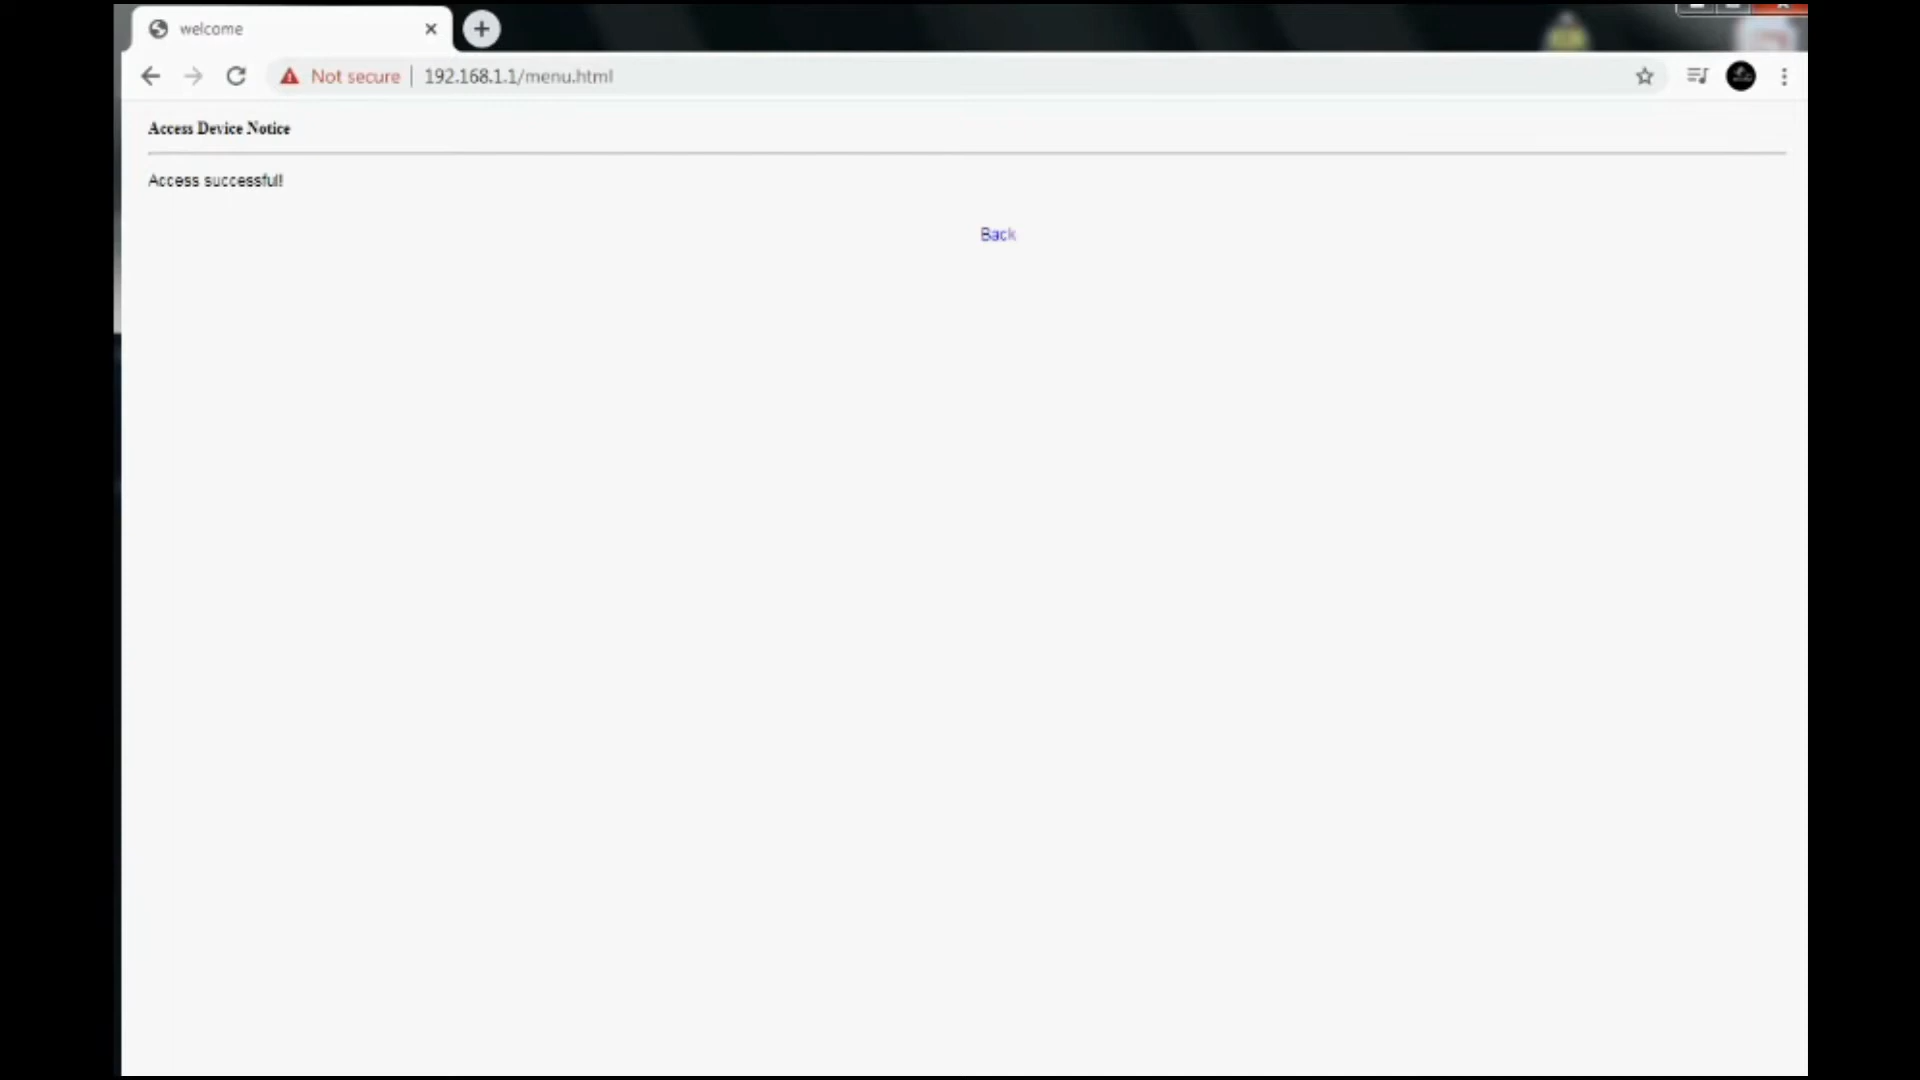 welcome
Not secure | 192.168.1.1/menu.html
Access Device Notice
Access successful!
Back